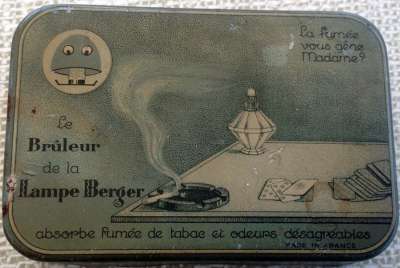 La fumée
vous gêne
Madame?
Le
Brûleur
de la
Lampe Berger
absorbe fumée de tabac et odeurs désagréables
MADE IN FRANCE